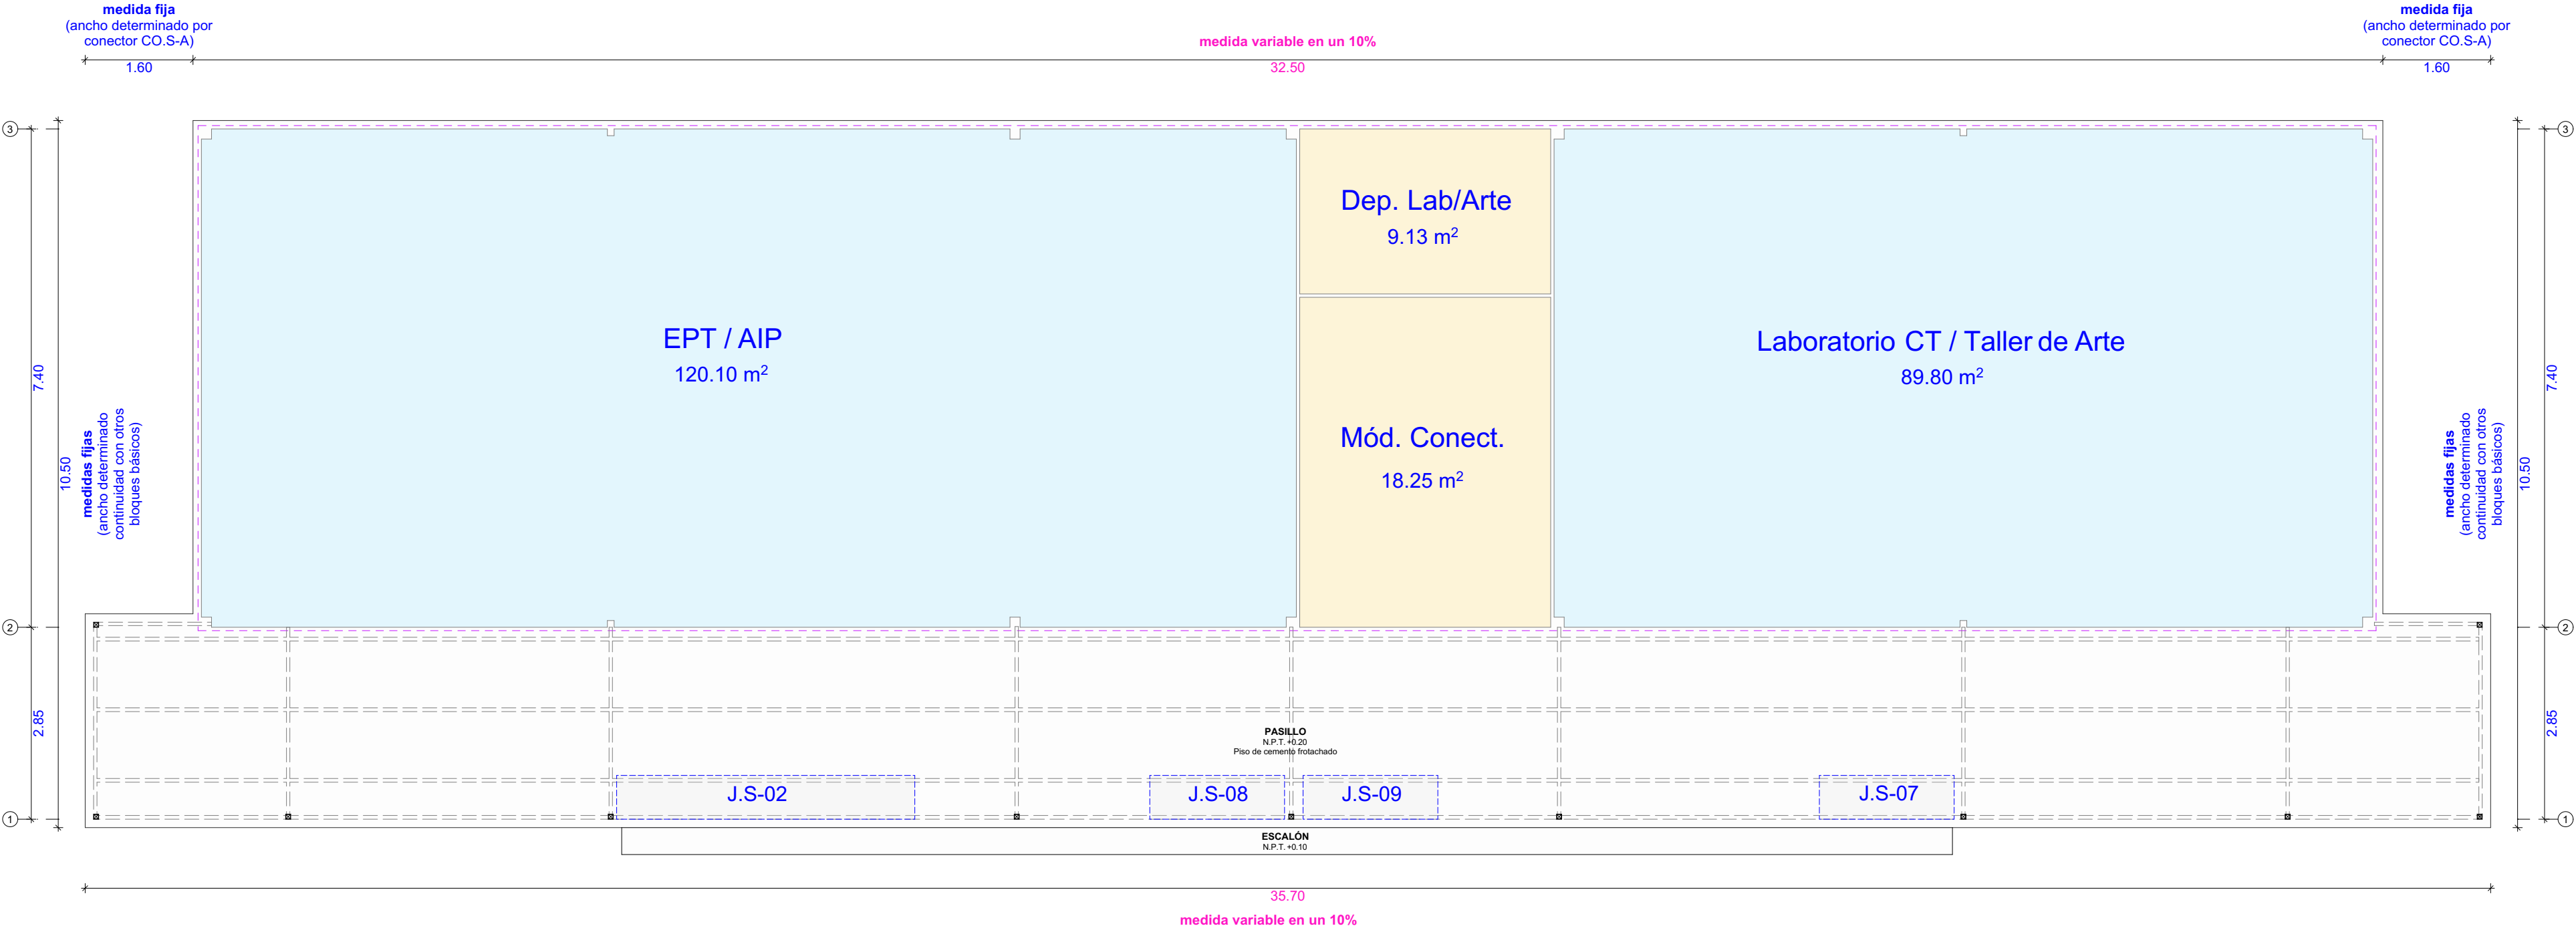 medida fija
(ancho determinado por
conector CO.S-A)
1.60
medida variable en un 10%
32.50
medida fija
(ancho determinado por
conector CO.S-A)
1.60
3
3
Dep. Lab/Arte
9.13 m²
EPT / AIP
120.10 m²
Laboratorio CT / Taller de Arte
89.80 m²
Mód. Conect.
18.25 m²
7.40
10.50
medidas fijas
(ancho determinado
continuidad con otros
bloques básicos)
medidas fijas
(ancho determinado
continuidad con otros
bloques básicos)
10.50
7.40
2
2
2.85
2.85
PASILLO
N.P.T. +0.20
Piso de cemento frotachado
J.S-02
J.S-08
J.S-09
J.S-07
1
1
ESCALÓN
N.P.T. +0.10
35.70
medida variable en un 10%